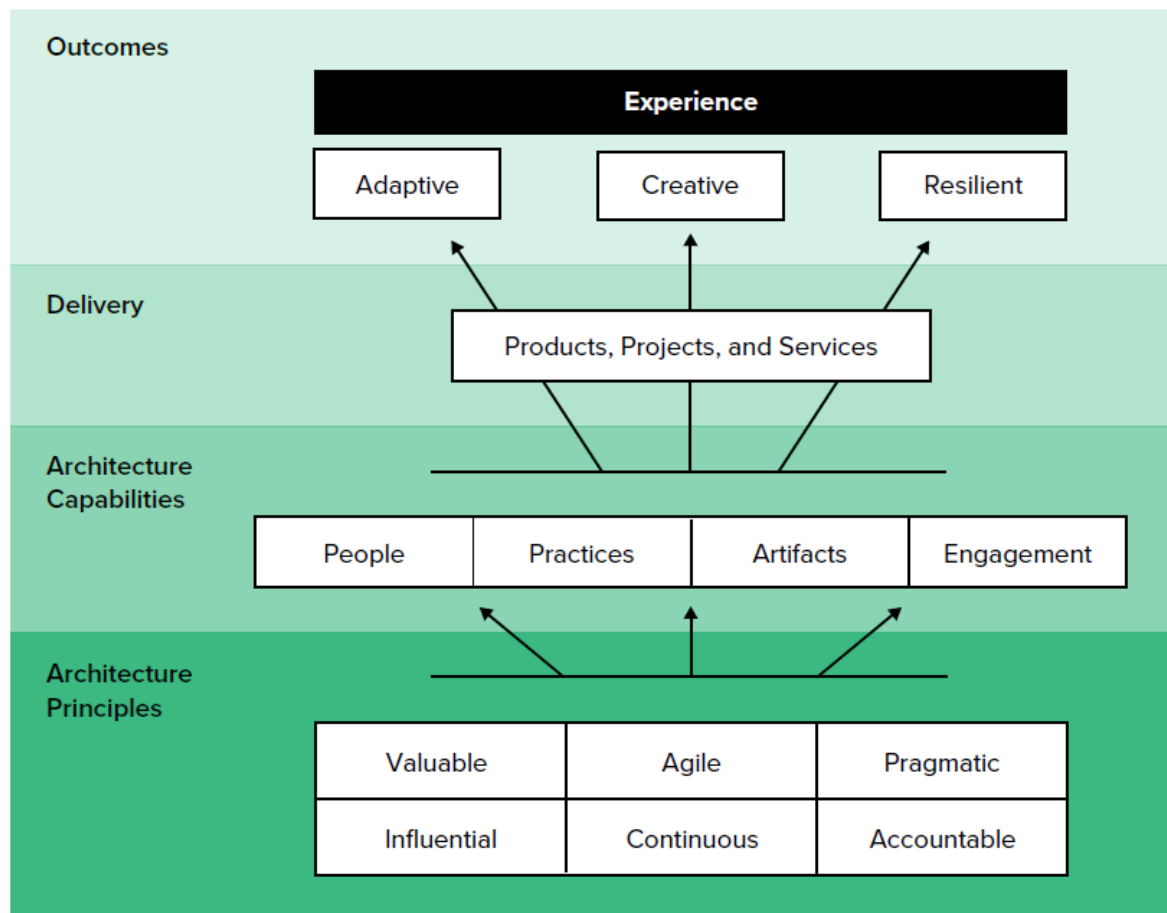 Outcomes
Experience
Adaptive
Creative
Resilient
Delivery
Products, Projects, and Services
Architecture
Capabilities
People
Practices
Artifacts
Engagement
Architecture
Principles
Valuable
Agile
Pragmatic
Influential
Continuous
Accountable